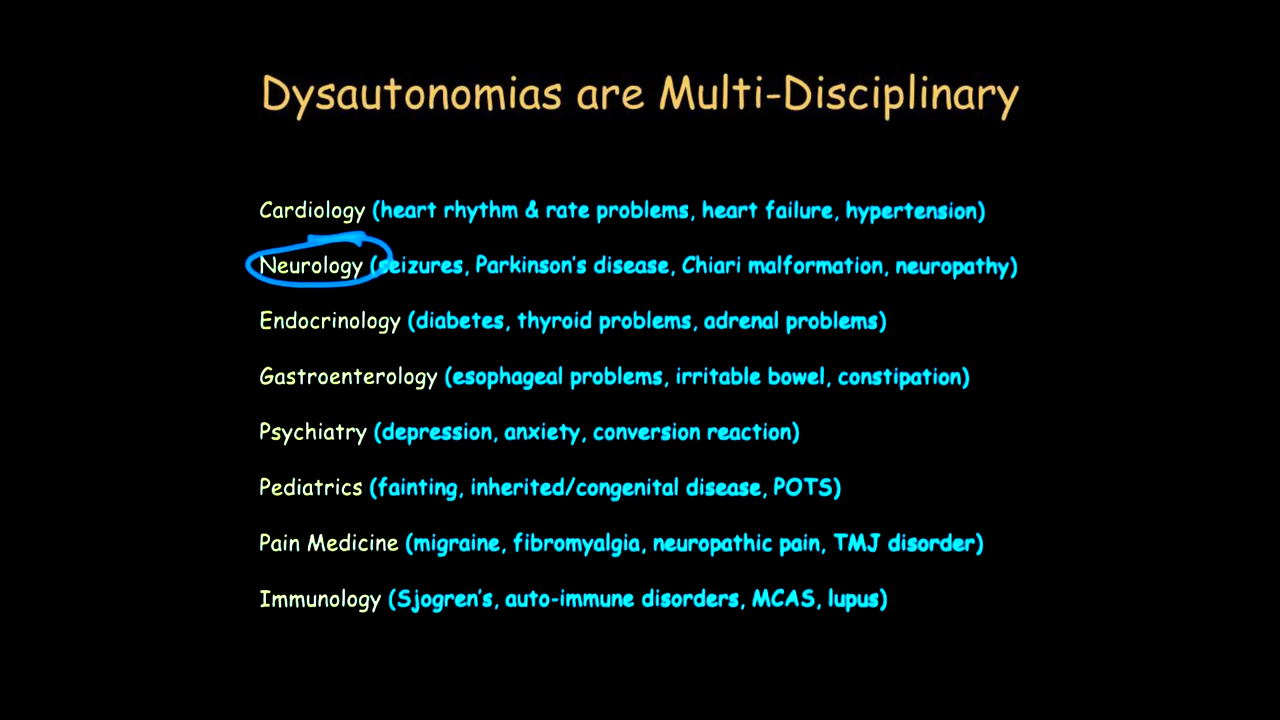 Dysautonomias are Multi-Disciplinary
Cardiology (heart rhythm & rate problems, heart failure, hypertension)
Neurology (seizures, Parkinson's disease, Chiari malformation, neuropathy)
Endocrinology (diabetes, thyroid problems, adrenal problems)
Gastroenterology (esophageal problems, irritable bowel, constipation)
Psychiatry (depression, anxiety, conversion reaction)
Pediatrics (fainting, inherited/congenital disease, POTS)
Pain Medicine (migraine, fibromyalgia, neuropathic pain, TMJ disorder)
Immunology (Sjogren's, auto-immune disorders, MCAS, lupus)